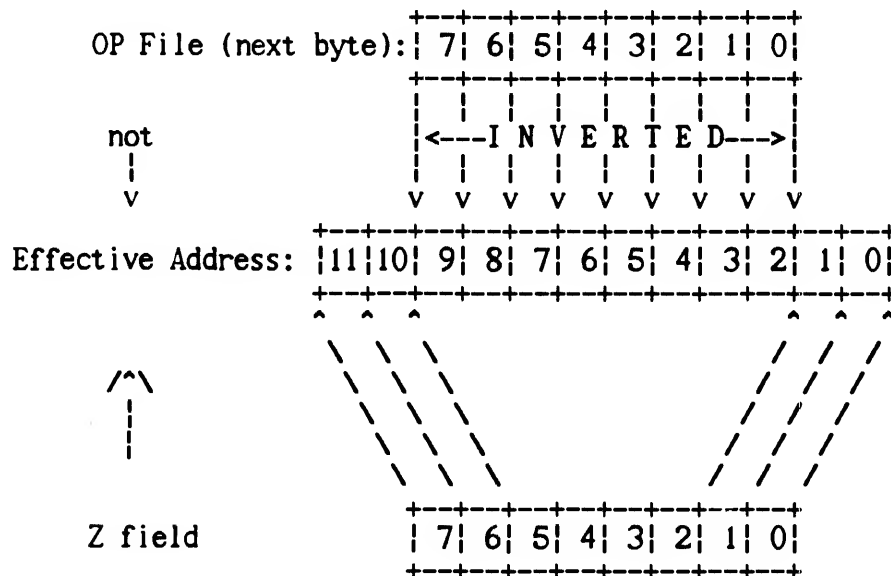 OP File (next byte): | 7| 6| 5| 4| 3| 2| 1| 0|
not |<---I N V E R T E D--->|
Effective Address: |11|10| 9| 8| 7| 6| 5| 4| 3| 2| 1| 0|
Z field | 7| 6| 5| 4| 3| 2| 1| 0|